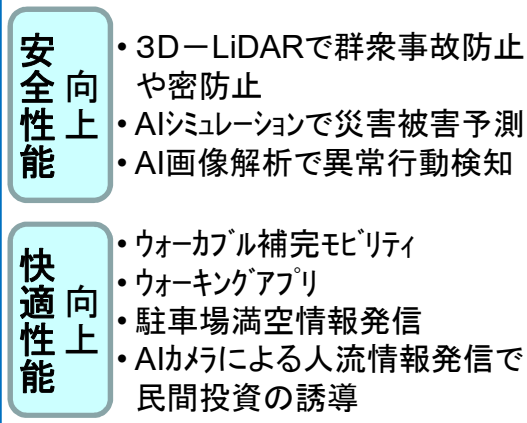 安全性能
向上
• 3D－LiDARで群衆事故防止
や密防止
• AIｼﾐｭﾚｰｼｮﾝで災害被害予測
• AI画像解析で異常行動検知
快適性能
向上
• ｳｫｰｶﾌﾞﾙ補完ﾓﾋﾞﾘﾃｨ
• ｳｫｰｷﾝｸﾞｱﾌﾟﾘ
• 駐車場満空情報発信
• AIｶﾒﾗによる人流情報発信で
民間投資の誘導